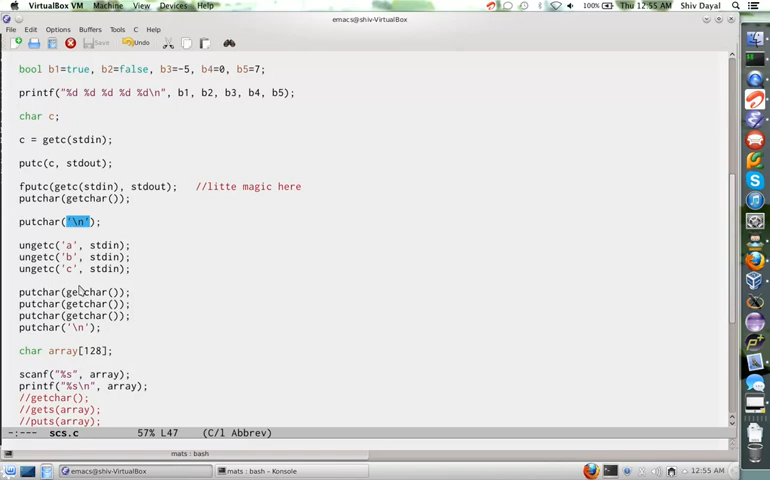 VirtualBox VM Machine View Devices Help 100% Thu 12:55 AM Shiv Dayal
emacs@shiv-VirtualBox
File Edit Options Buffers Tools C Help
Save Undo
bool b1=true, b2=false, b3=-5, b4=0, b5=7;
printf("%d %d %d %d %d\n", b1, b2, b3, b4, b5);
char c;
c = getc(stdin);
putc(c, stdout);
fputc(getc(stdin), stdout); //litte magic here
putchar(getchar());
putchar('\n');
ungetc('a', stdin);
ungetc('b', stdin);
ungetc('c', stdin);
putchar(getchar());
putchar(getchar());
putchar(getchar());
putchar('\n');
char array[128];
scanf("%s", array);
printf("%s\n", array);
//getchar();
//gets(array);
//puts(array);
-:--- scs.c 57% L47 (C/l Abbrev)
mats : bash
emacs@shiv-VirtualBox mats : bash – Konsole 12:55 AM